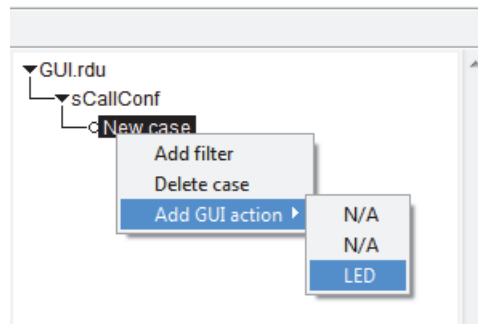 GUI.rdu
sCallConf
New case
Add filter
Delete case
Add GUI action
N/A
N/A
LED